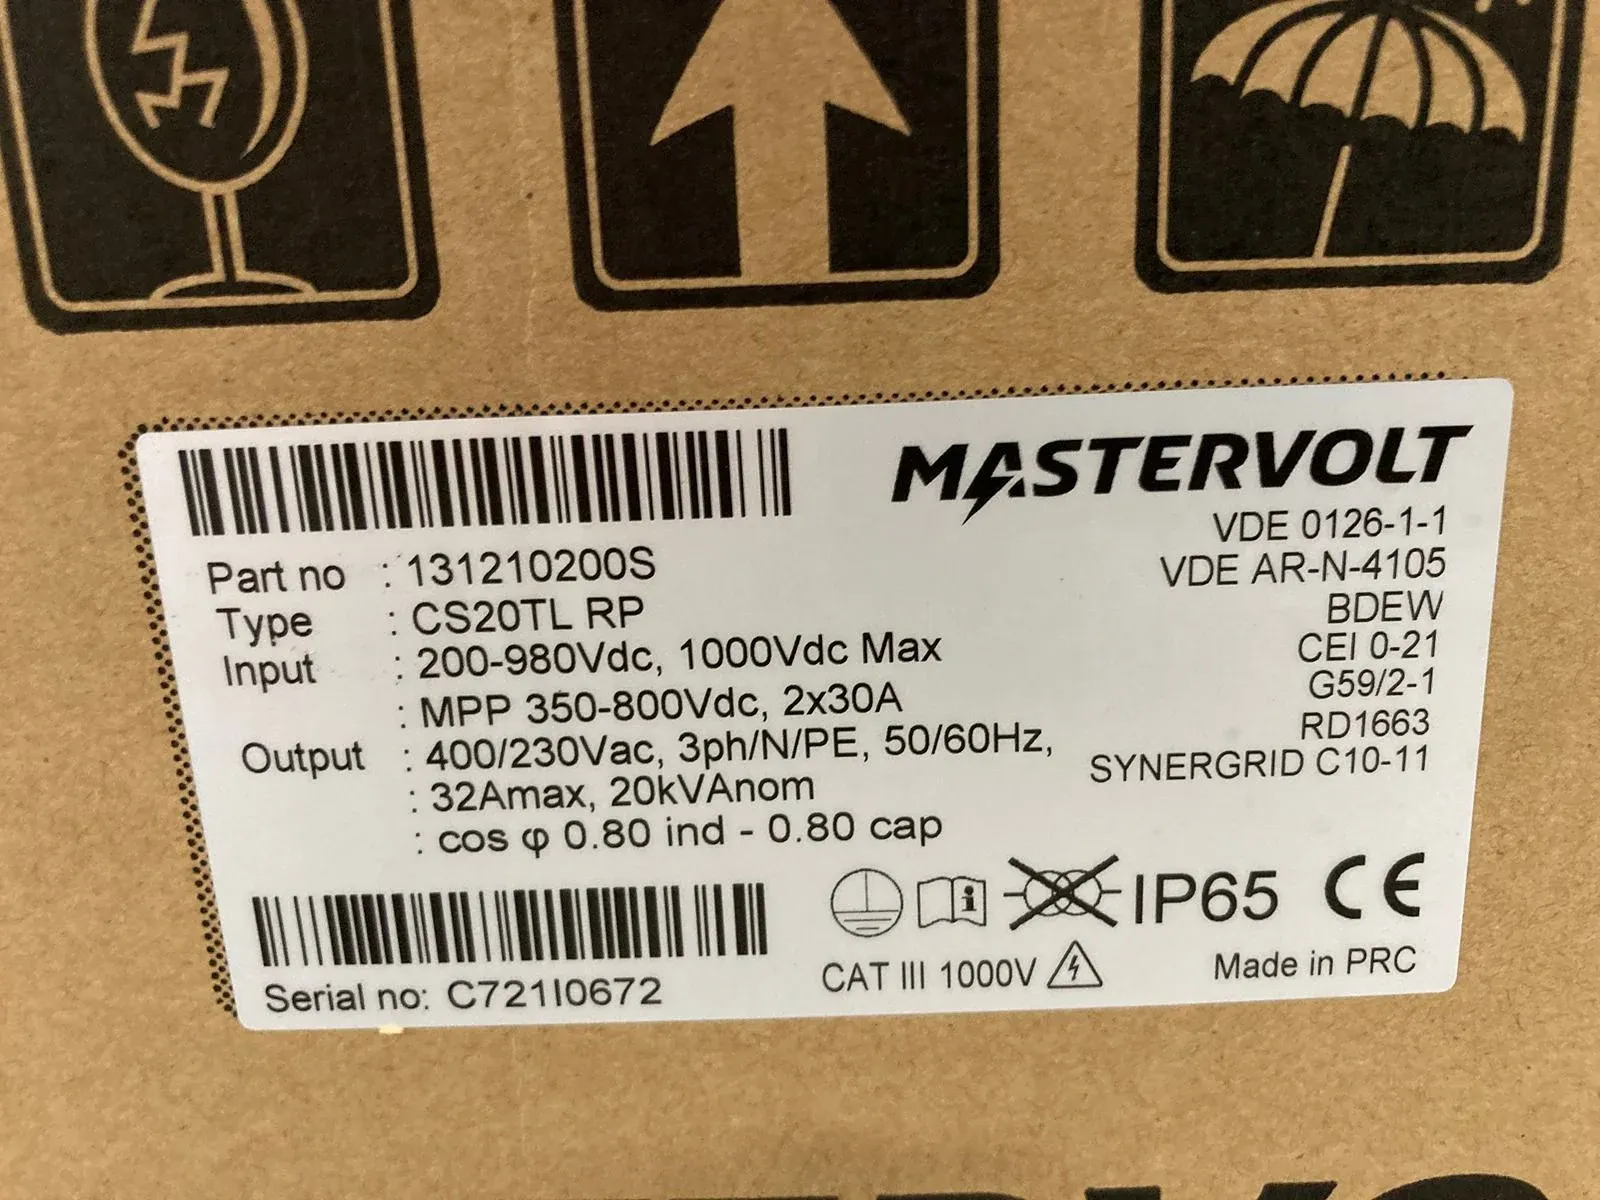 MASTERVOLT
VDE 0126-1-1
VDE AR-N-4105
BDEW
CEI 0-21
G59/2-1
RD1663
SYNERGRID C10-11
Part no : 131210200S
Type : CS20TL RP
Input : 200-980Vdc, 1000Vdc Max
: MPP 350-800Vdc, 2x30A
Output : 400/230Vac, 3ph/N/PE, 50/60Hz,
: 32Amax, 20kVAnom
: cos φ 0.80 ind - 0.80 cap
IP65 CE
CAT III 1000V
Made in PRC
Serial no: C721I0672